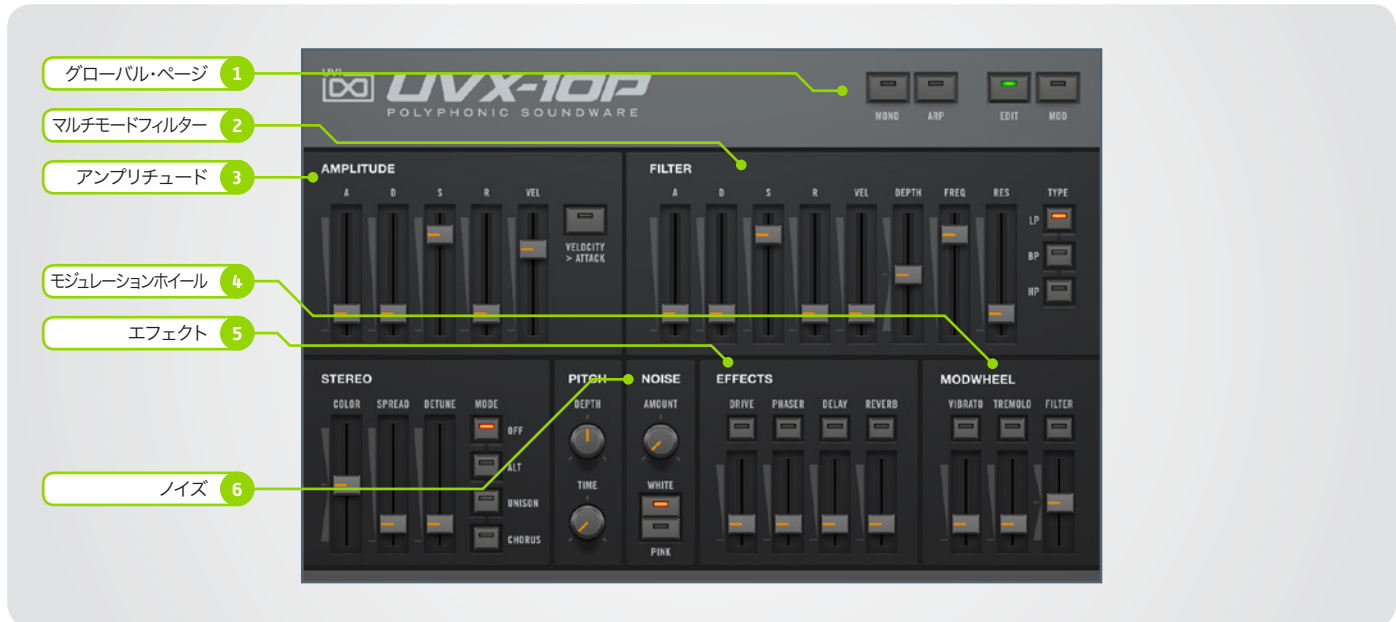 グローバル・ページ 1
マルチモードフィルター 2
アンプリチュード 3
モジュレーションホイール 4
エフェクト 5
ノイズ 6
UVI
UVX-10P
POLYPHONIC SOUNDWARE
MONO ARP EDIT MOD
AMPLITUDE
A D S R VEL
VELOCITY
> ATTACK
FILTER
A D S R VEL DEPTH FREQ RES TYPE
LP
BP
HP
STEREO
COLOR SPREAD DETUNE MODE
OFF
ALT
UNISON
CHORUS
PITCH
DEPTH
TIME
NOISE
AMOUNT
WHITE
PINK
EFFECTS
DRIVE PHASER DELAY REVERB
MODWHEEL
VIBRATO TREMOLO FILTER